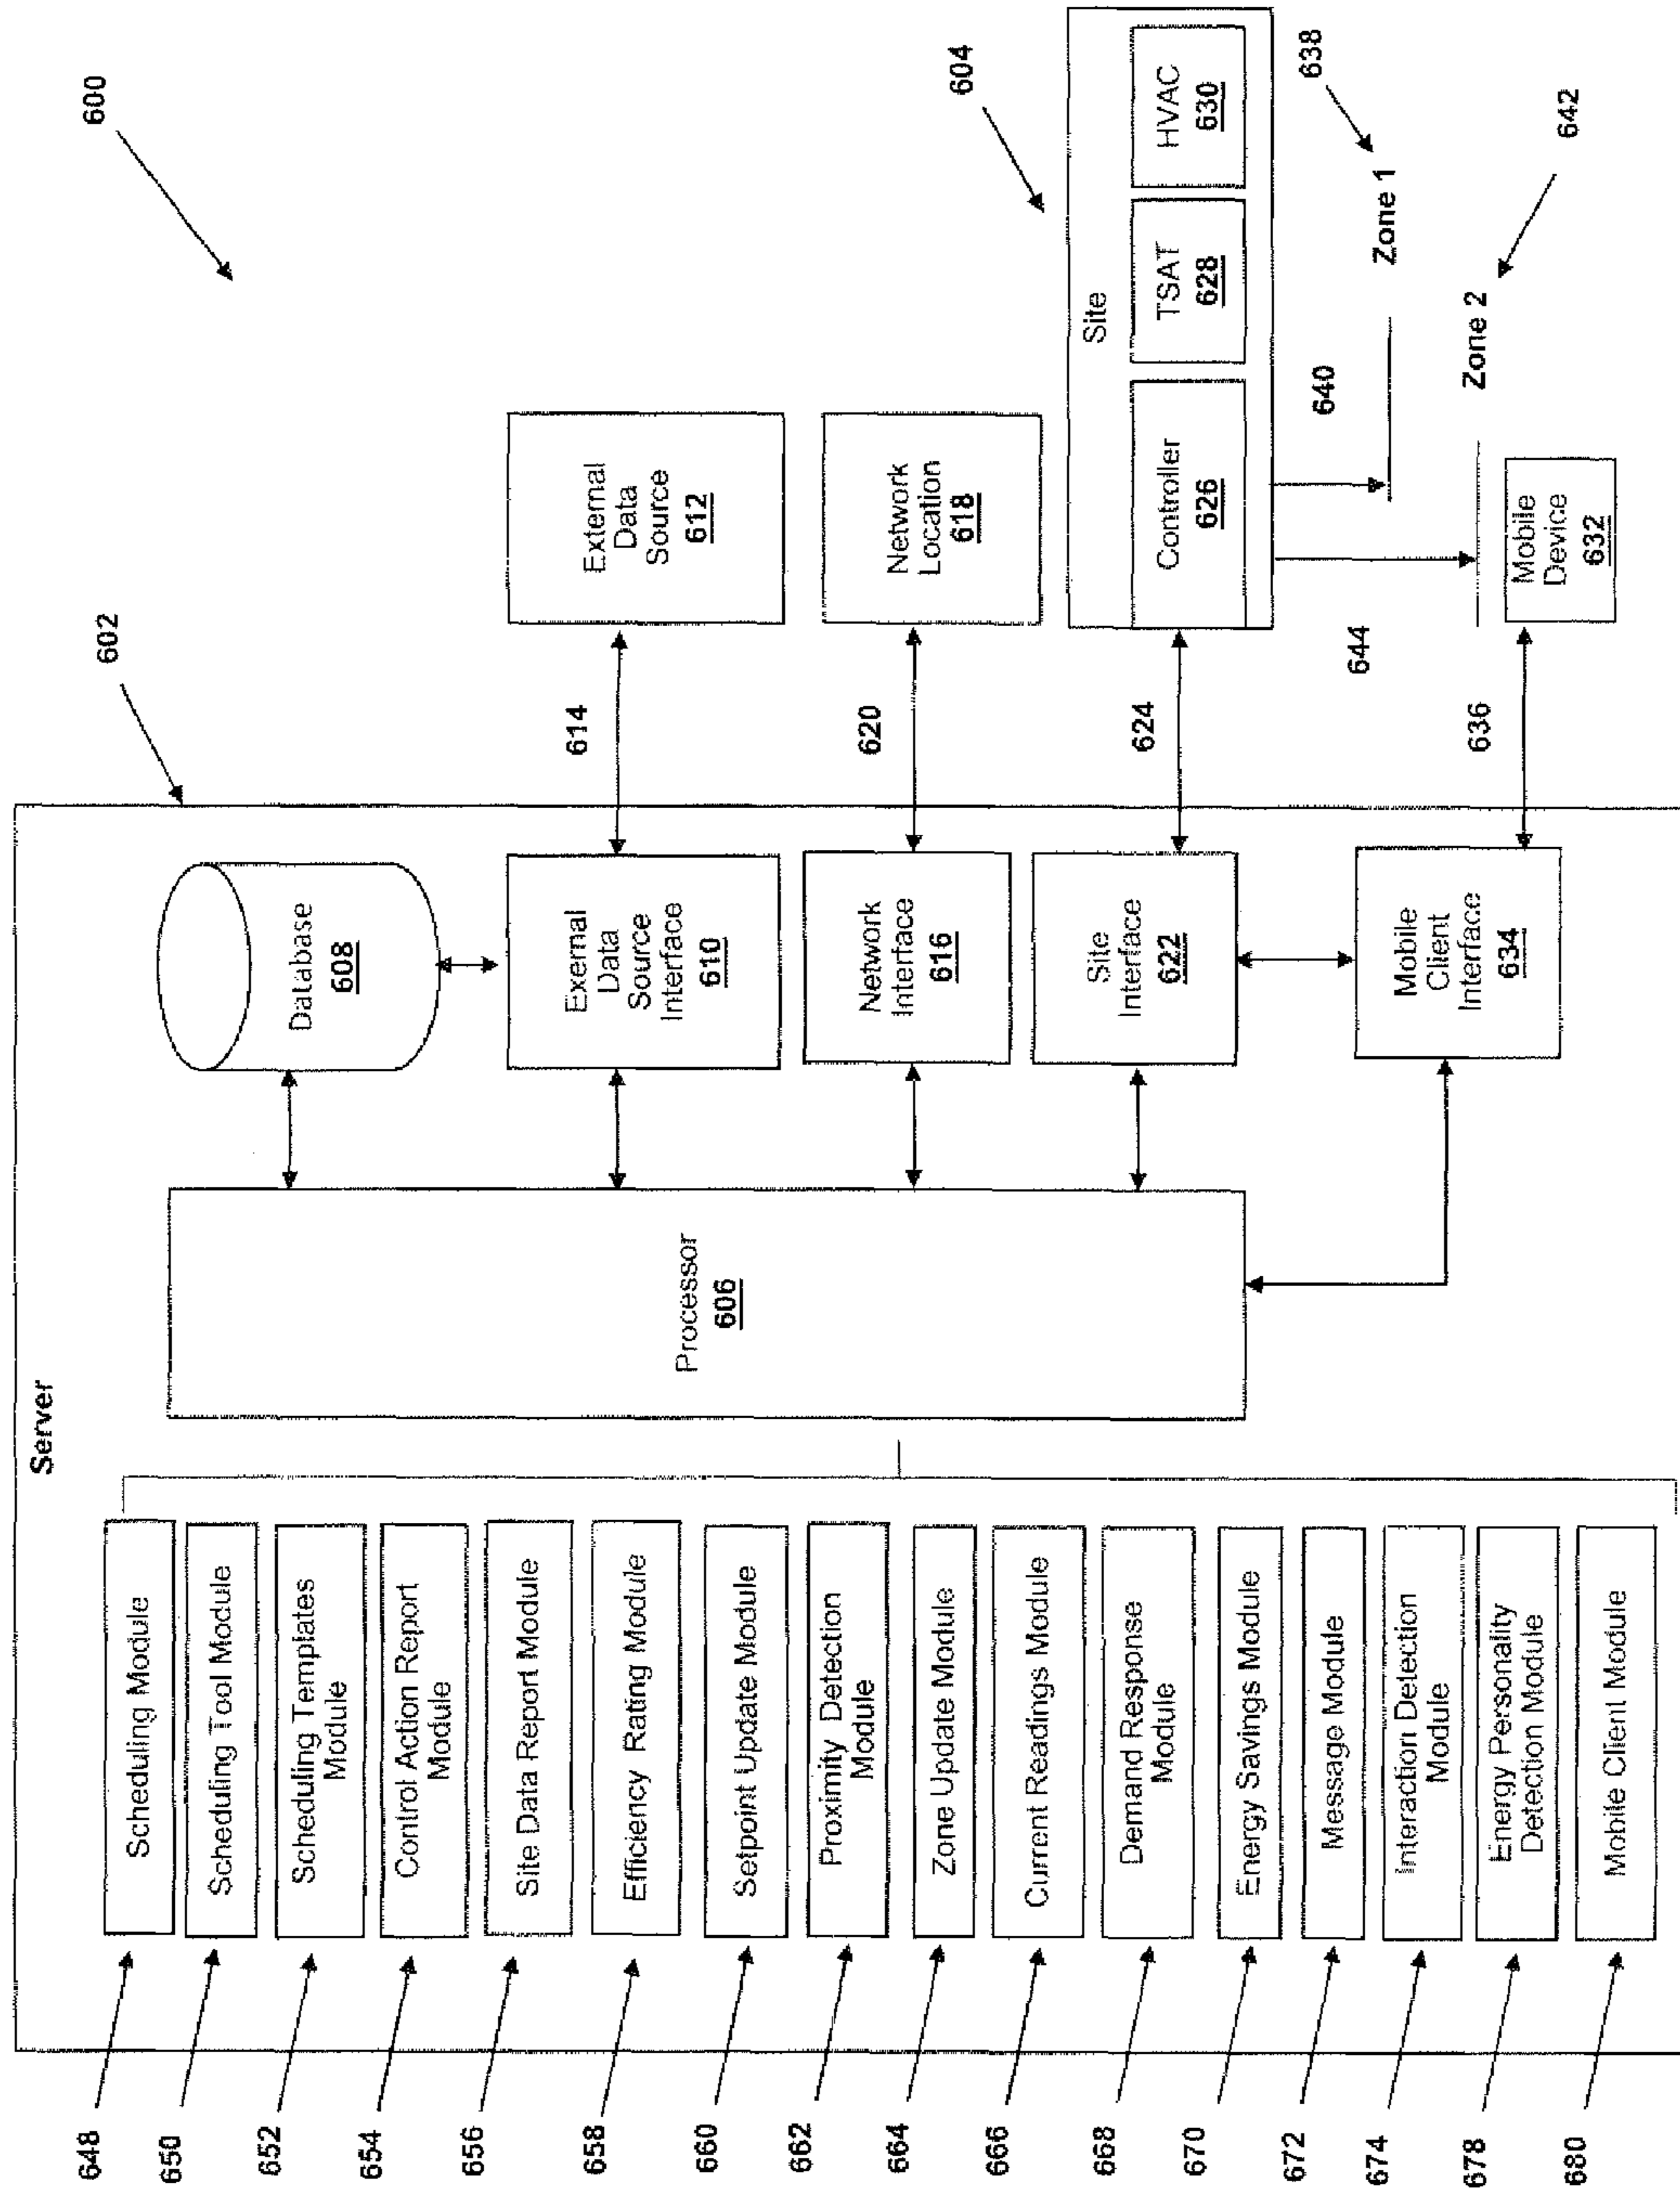 Server
648
Scheduling Module
650
Scheduling Tool Module
652
Scheduling Templates
Module
654
Control Action Report
Module
656
Site Data Report Module
658
Efficiency Rating Module
660
Setpoint Update Module
662
Proximity Detection
Module
664
Zone Update Module
666
Current Readings Module
668
Demand Response
Module
670
Energy Savings Module
672
Message Module
674
Interaction Detection
Module
678
Energy Personality
Detection Module
680
Mobile Client Module
Processor
606
Database
608
Exernal
Data
Source
Interface
610
Network
Interface
616
Site
Interface
622
Mobile
Client
Interface
634
602
614
620
624
636
External
Data
Source
612
Network
Location
618
600
604
Site
Controller
626
TSAT
628
HVAC
630
640
644
Zone 1
638
Zone 2
642
Mobile
Device
632